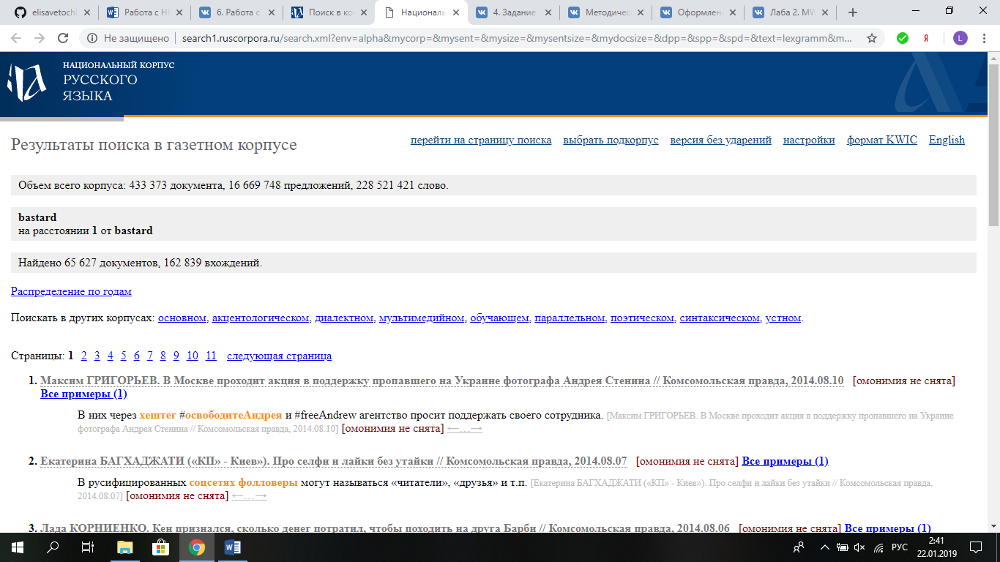 elisavetoch
Работа с НК
6. Работа с
Поиск в ко
Националь
4. Задание
Методичес
Оформлен
Лаба 2. MW
Не защищено
search1.ruscorpora.ru/search.xml?env=alpha&mycorp=&mysent=&mysize=&mysentsize=&mydocsize=&dpp=&spp=&spd=&text=lexgramm&m...
Я
L
НАЦИОНАЛЬНЫЙ КОРПУС
РУССКОГО
ЯЗЫКА
Результаты поиска в газетном корпусе
перейти на страницу поиска выбрать подкорпус версия без ударений настройки формат KWIC English
Объем всего корпуса: 433 373 документа, 16 669 748 предложений, 228 521 421 слово.
bastard
на расстоянии 1 от bastard
Найдено 65 627 документов, 162 839 вхождений.
Распределение по годам
Поискать в других корпусах: основном, акцентологическом, диалектном, мультимедийном, обучающем, параллельном, поэтическом, синтаксическом, устном.
Страницы: 1 2 3 4 5 6 7 8 9 10 11 следующая страница
1. Максим ГРИГОРЬЕВ. В Москве проходит акция в поддержку пропавшего на Украине фотографа Андрея Стенина // Комсомольская правда, 2014.08.10 [омонимия не снята]
Все примеры (1)
В них через хештег #освободитеАндрея и #freeAndrew агентство просит поддержать своего сотрудника. [Максим ГРИГОРЬЕВ. В Москве проходит акция в поддержку пропавшего на Украине
фотографа Андрея Стенина // Комсомольская правда, 2014.08.10] [омонимия не снята] ←…→
2. Екатерина БАГХАДЖАТИ («КП» - Киев»). Про селфи и лайки без утайки // Комсомольская правда, 2014.08.07 [омонимия не снята] Все примеры (1)
В русифицированных соцсетях фолловеры могут называться «читатели», «друзья» и т.п. [Екатерина БАГХАДЖАТИ («КП» - Киев»). Про селфи и лайки без утайки // Комсомольская правда,
2014.08.07] [омонимия не снята] ←…→
3. Лада КОРНИЕНКО. Кен признался, сколько денег потратил, чтобы походить на друга Барби // Комсомольская правда, 2014.08.06 [омонимия не снята] Все примеры (1)
РУС
2:41
22.01.2019